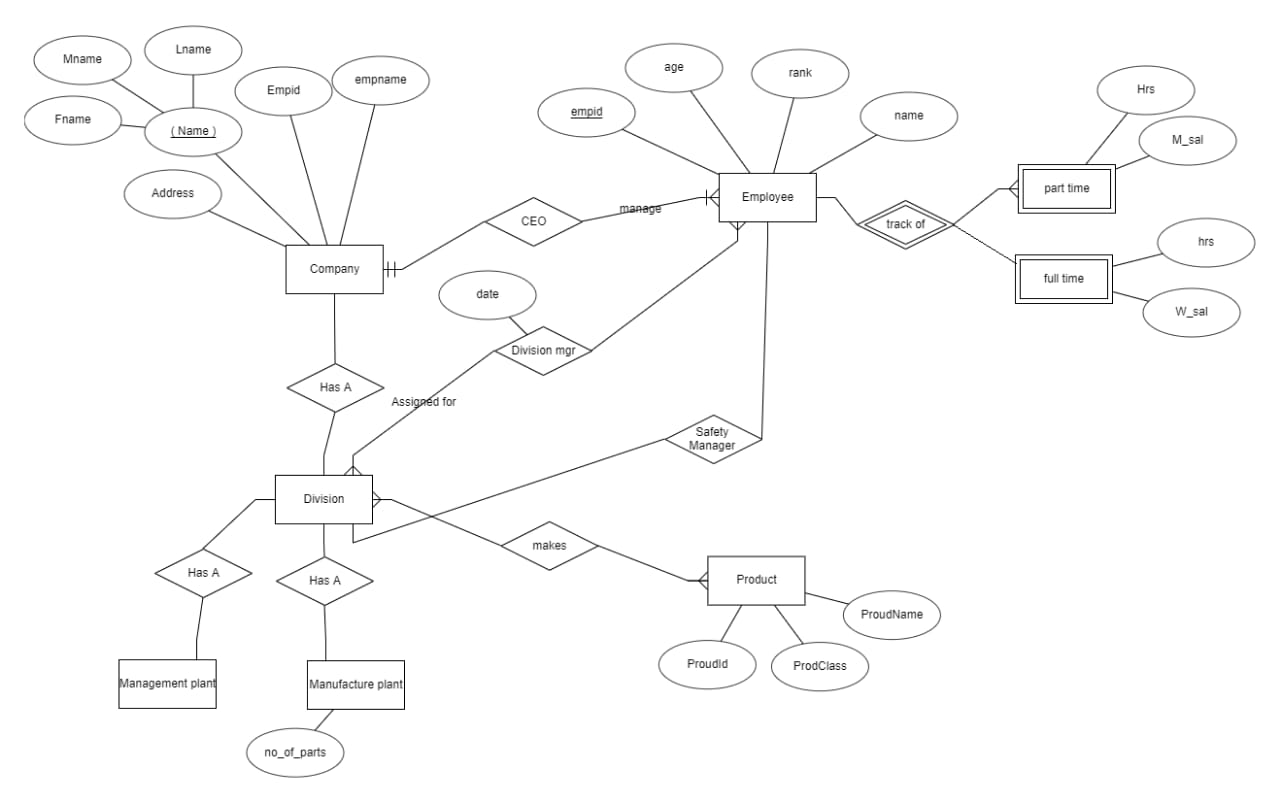 Lname
Mname
Empid
empname
Fname
( Name )
Address
Company
age
rank
empid
name
Employee
CEO
manage
track of
Hrs
M_sal
part time
hrs
full time
W_sal
date
Division mgr
Has A
Assigned for
Safety
Manager
Division
makes
Has A
Has A
Product
ProudName
ProudId
ProdClass
Management plant
Manufacture plant
no_of_parts